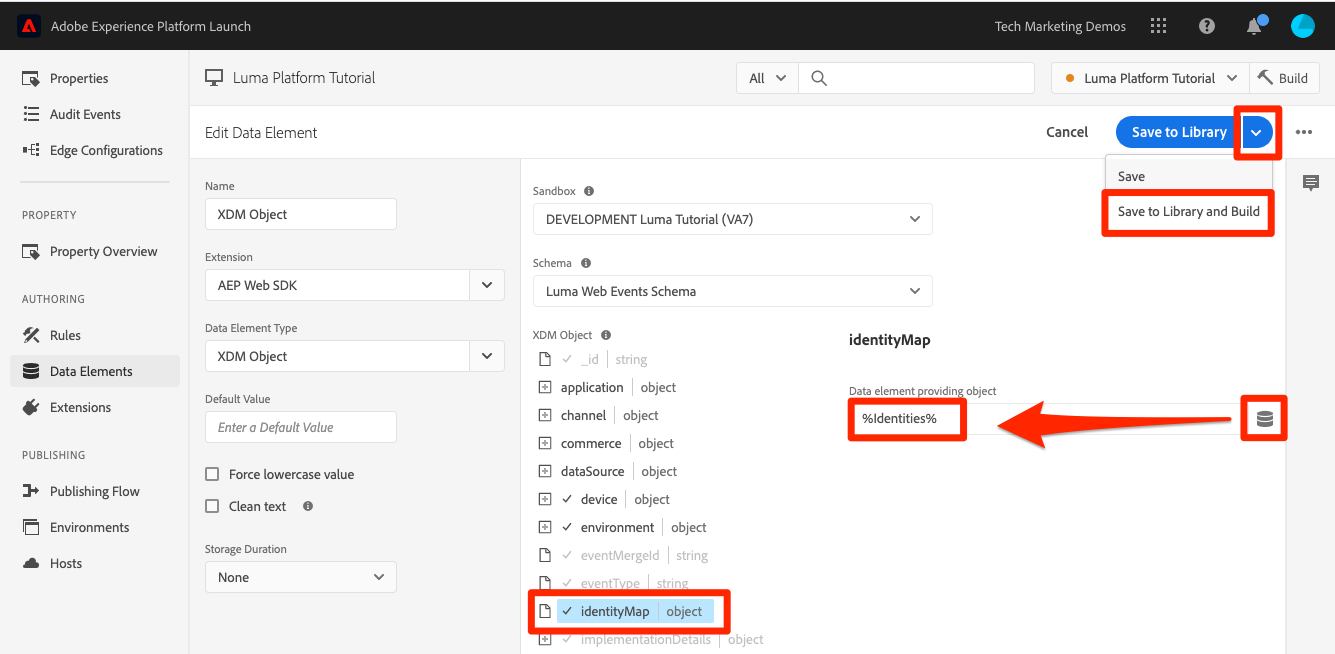 Adobe Experience Platform Launch
Tech Marketing Demos
Properties
Audit Events
Edge Configurations
PROPERTY
Property Overview
AUTHORING
Rules
Data Elements
Extensions
PUBLISHING
Publishing Flow
Environments
Hosts
Luma Platform Tutorial
All
Luma Platform Tutorial
Build
Edit Data Element
Cancel
Save to Library
Save
Save to Library and Build
Name
XDM Object
Extension
AEP Web SDK
Data Element Type
XDM Object
Default Value
Enter a Default Value
Force lowercase value
Clean text
Storage Duration
None
Sandbox
DEVELOPMENT Luma Tutorial (VA7)
Schema
Luma Web Events Schema
XDM Object
_id string
application object
channel object
commerce object
dataSource object
device object
environment object
eventMergeId string
eventType string
identityMap object
implementationDetails object
identityMap
Data element providing object
%Identities%